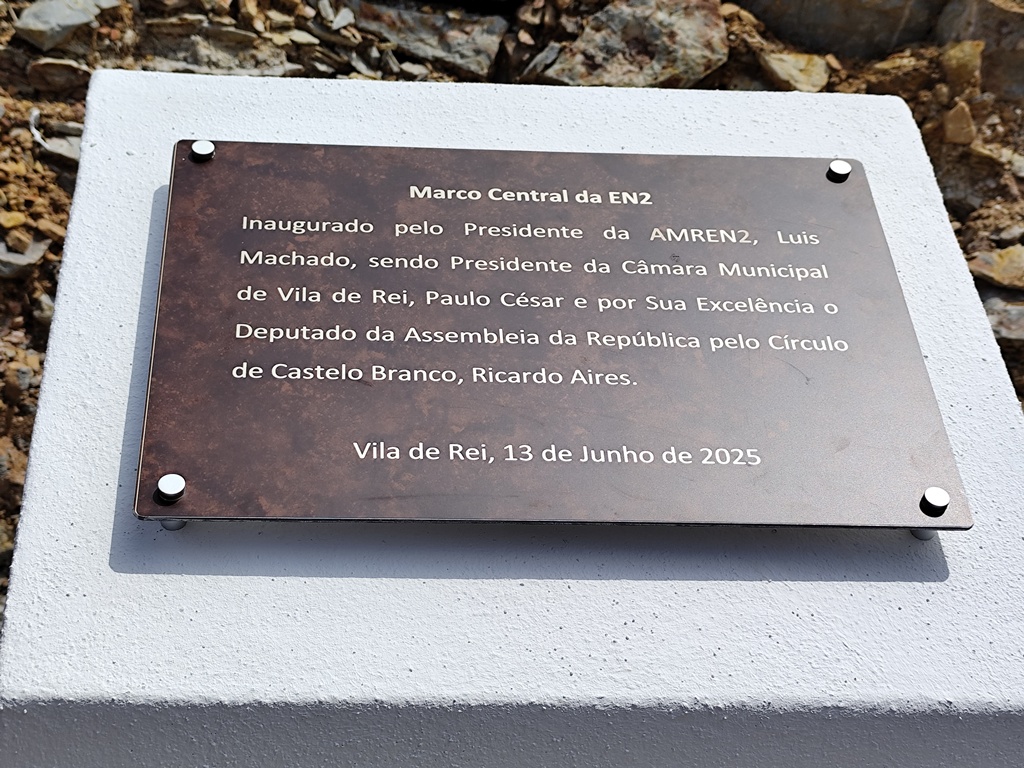 Marco Central da EN2
Inaugurado pelo Presidente da AMREN2, Luis
Machado, sendo Presidente da Câmara Municipal
de Vila de Rei, Paulo César e por Sua Excelência o
Deputado da Assembleia da República pelo Círculo
de Castelo Branco, Ricardo Aires.
Vila de Rei, 13 de Junho de 2025